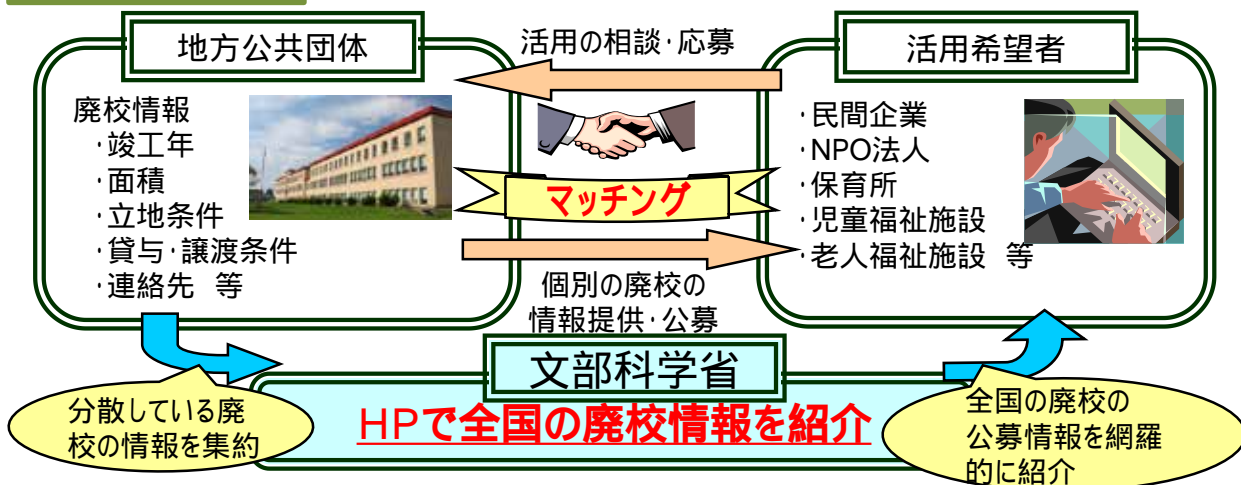 地方公共団体
廃校情報
・竣工年
・面積
・立地条件
・貸与・譲渡条件
・連絡先 等
活用の相談・応募
マッチング
個別の廃校の
情報提供・公募
活用希望者
・民間企業
・NPO法人
・保育所
・児童福祉施設
・老人福祉施設 等
文部科学省
HPで全国の廃校情報を紹介
分散している廃
校の情報を集約
全国の廃校の
公募情報を網羅
的に紹介